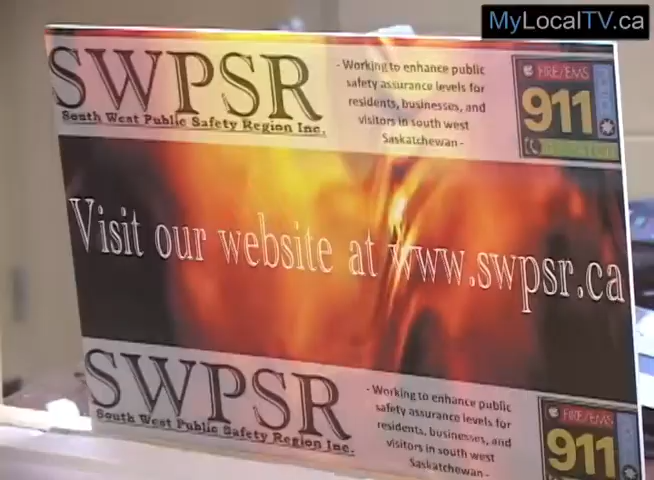 MyLocalTV.ca
SWPSR
South West Public Safety Region Inc.
- Working to enhance public
safety assurance levels for
residents, businesses, and
visitors in south west
Saskatchewan -
FIRE/EMS
911
Visit our website at www.swpsr.ca
SWPSR
South West Public Safety Region Inc.
- Working to enhance public
safety assurance levels for
residents, businesses, and
visitors in south west
Saskatchewan -
FIRE/EMS
911